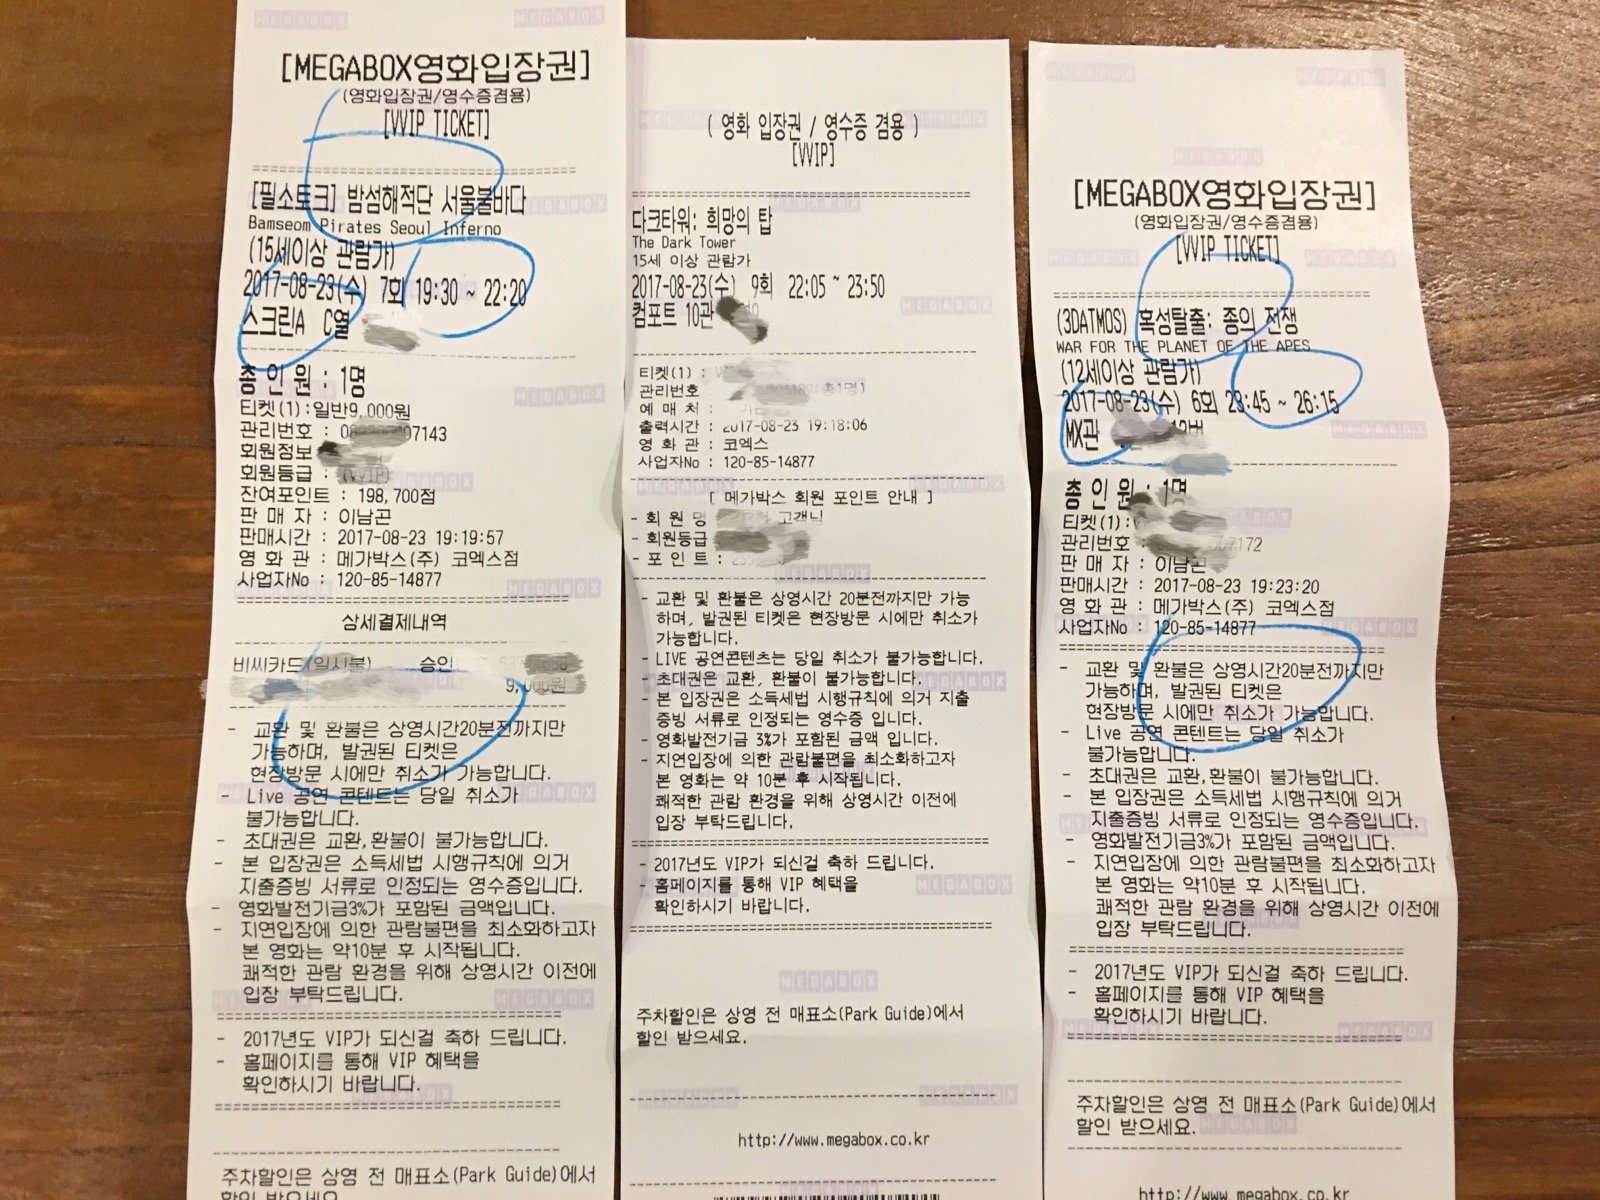 [MEGABOX영화입장권]
(영화입장권/영수증겸용)
[VVIP TICKET]
[필소토크] 밤섬해적단 서울불바다
Bamseom Pirates Seoul Inferno
(15세이상 관람가)
2017-08-23(수) 7회 19:30 ~ 22:20
스크린A C열
총 인 원 : 1명
티켓(1):일반9,000원
관리번호 : 7143
회원정보
회원등급 : (VVIP)
잔여포인트 : 198,700점
판 매 자 : 이남곤
판매시간 : 2017-08-23 19:19:57
영 화 관 : 메가박스(주) 코엑스점
사업자No : 120-85-14877
상세결제내역
비씨카드(일시불) 승인
9,000원
- 교환 및 환불은 상영시간20분전까지만
가능하며, 발권된 티켓은
현장방문 시에만 취소가 가능합니다.
- Live 공연 콘텐트는 당일 취소가
불가능합니다.
- 초대권은 교환,환불이 불가능합니다.
- 본 입장권은 소득세법 시행규칙에 의거
지출증빙 서류로 인정되는 영수증입니다.
- 영화발전기금3%가 포함된 금액입니다.
- 지연입장에 의한 관람불편을 최소화하고자
본 영화는 약10분 후 시작됩니다.
쾌적한 관람 환경을 위해 상영시간 이전에
입장 부탁드립니다.
- 2017년도 VIP가 되신걸 축하 드립니다.
- 홈페이지를 통해 VIP 혜택을
확인하시기 바랍니다.
주차할인은 상영 전 매표소(Park Guide)에서
할인 받으세요
( 영화 입장권 / 영수증 겸용 )
[VVIP]
다크타워: 희망의 탑
The Dark Tower
15세 이상 관람가
2017-08-23(수) 9회 22:05 ~ 23:50
컴포트 10관
티켓(1) :
관리번호 (총1명)
예 매 처 :
출력시간 : 2017-08-23 19:18:06
영 화 관 : 코엑스
사업자No : 120-85-14877
[ 메가박스 회원 포인트 안내 ]
- 회 원 명 고객님
- 회원등급
- 포 인 트 :
- 교환 및 환불은 상영시간 20분전까지만 가능
하며, 발권된 티켓은 현장방문 시에만 취소가
가능합니다.
- LIVE 공연콘텐츠는 당일 취소가 불가능합니다.
- 초대권은 교환, 환불이 불가능합니다.
- 본 입장권은 소득세법 시행규칙에 의거 지출
증빙 서류로 인정되는 영수증 입니다.
- 영화발전기금 3%가 포함된 금액 입니다.
- 지연입장에 의한 관람불편을 최소화하고자
본 영화는 약 10분 후 시작됩니다.
쾌적한 관람 환경을 위해 상영시간 이전에
입장 부탁드립니다.
- 2017년도 VIP가 되신걸 축하 드립니다.
- 홈페이지를 통해 VIP 혜택을
확인하시기 바랍니다.
주차할인은 상영 전 매표소(Park Guide)에서
할인 받으세요.
http://www.megabox.co.kr
[MEGABOX영화입장권]
(영화입장권/영수증겸용)
[VVIP TICKET]
(3DATMOS) 혹성탈출: 종의 전쟁
WAR FOR THE PLANET OF THE APES
(12세이상 관람가)
2017-08-23(수) 6회 23:45 ~ 26:15
MX관
총 인 원 : 1명
티켓(1):
관리번호 : 7172
판 매 자 : 이남곤
판매시간 : 2017-08-23 19:23:20
영 화 관 : 메가박스(주) 코엑스점
사업자No : 120-85-14877
- 교환 및 환불은 상영시간20분전까지만
가능하며, 발권된 티켓은
현장방문 시에만 취소가 가능합니다.
- Live 공연 콘텐트는 당일 취소가
불가능합니다.
- 초대권은 교환,환불이 불가능합니다.
- 본 입장권은 소득세법 시행규칙에 의거
지출증빙 서류로 인정되는 영수증입니다.
- 영화발전기금3%가 포함된 금액입니다.
- 지연입장에 의한 관람불편을 최소화하고자
본 영화는 약10분 후 시작됩니다.
쾌적한 관람 환경을 위해 상영시간 이전에
입장 부탁드립니다.
- 2017년도 VIP가 되신걸 축하 드립니다.
- 홈페이지를 통해 VIP 혜택을
확인하시기 바랍니다.
주차할인은 상영 전 매표소(Park Guide)에서
할인 받으세요.
http://www.megabox.co.kr